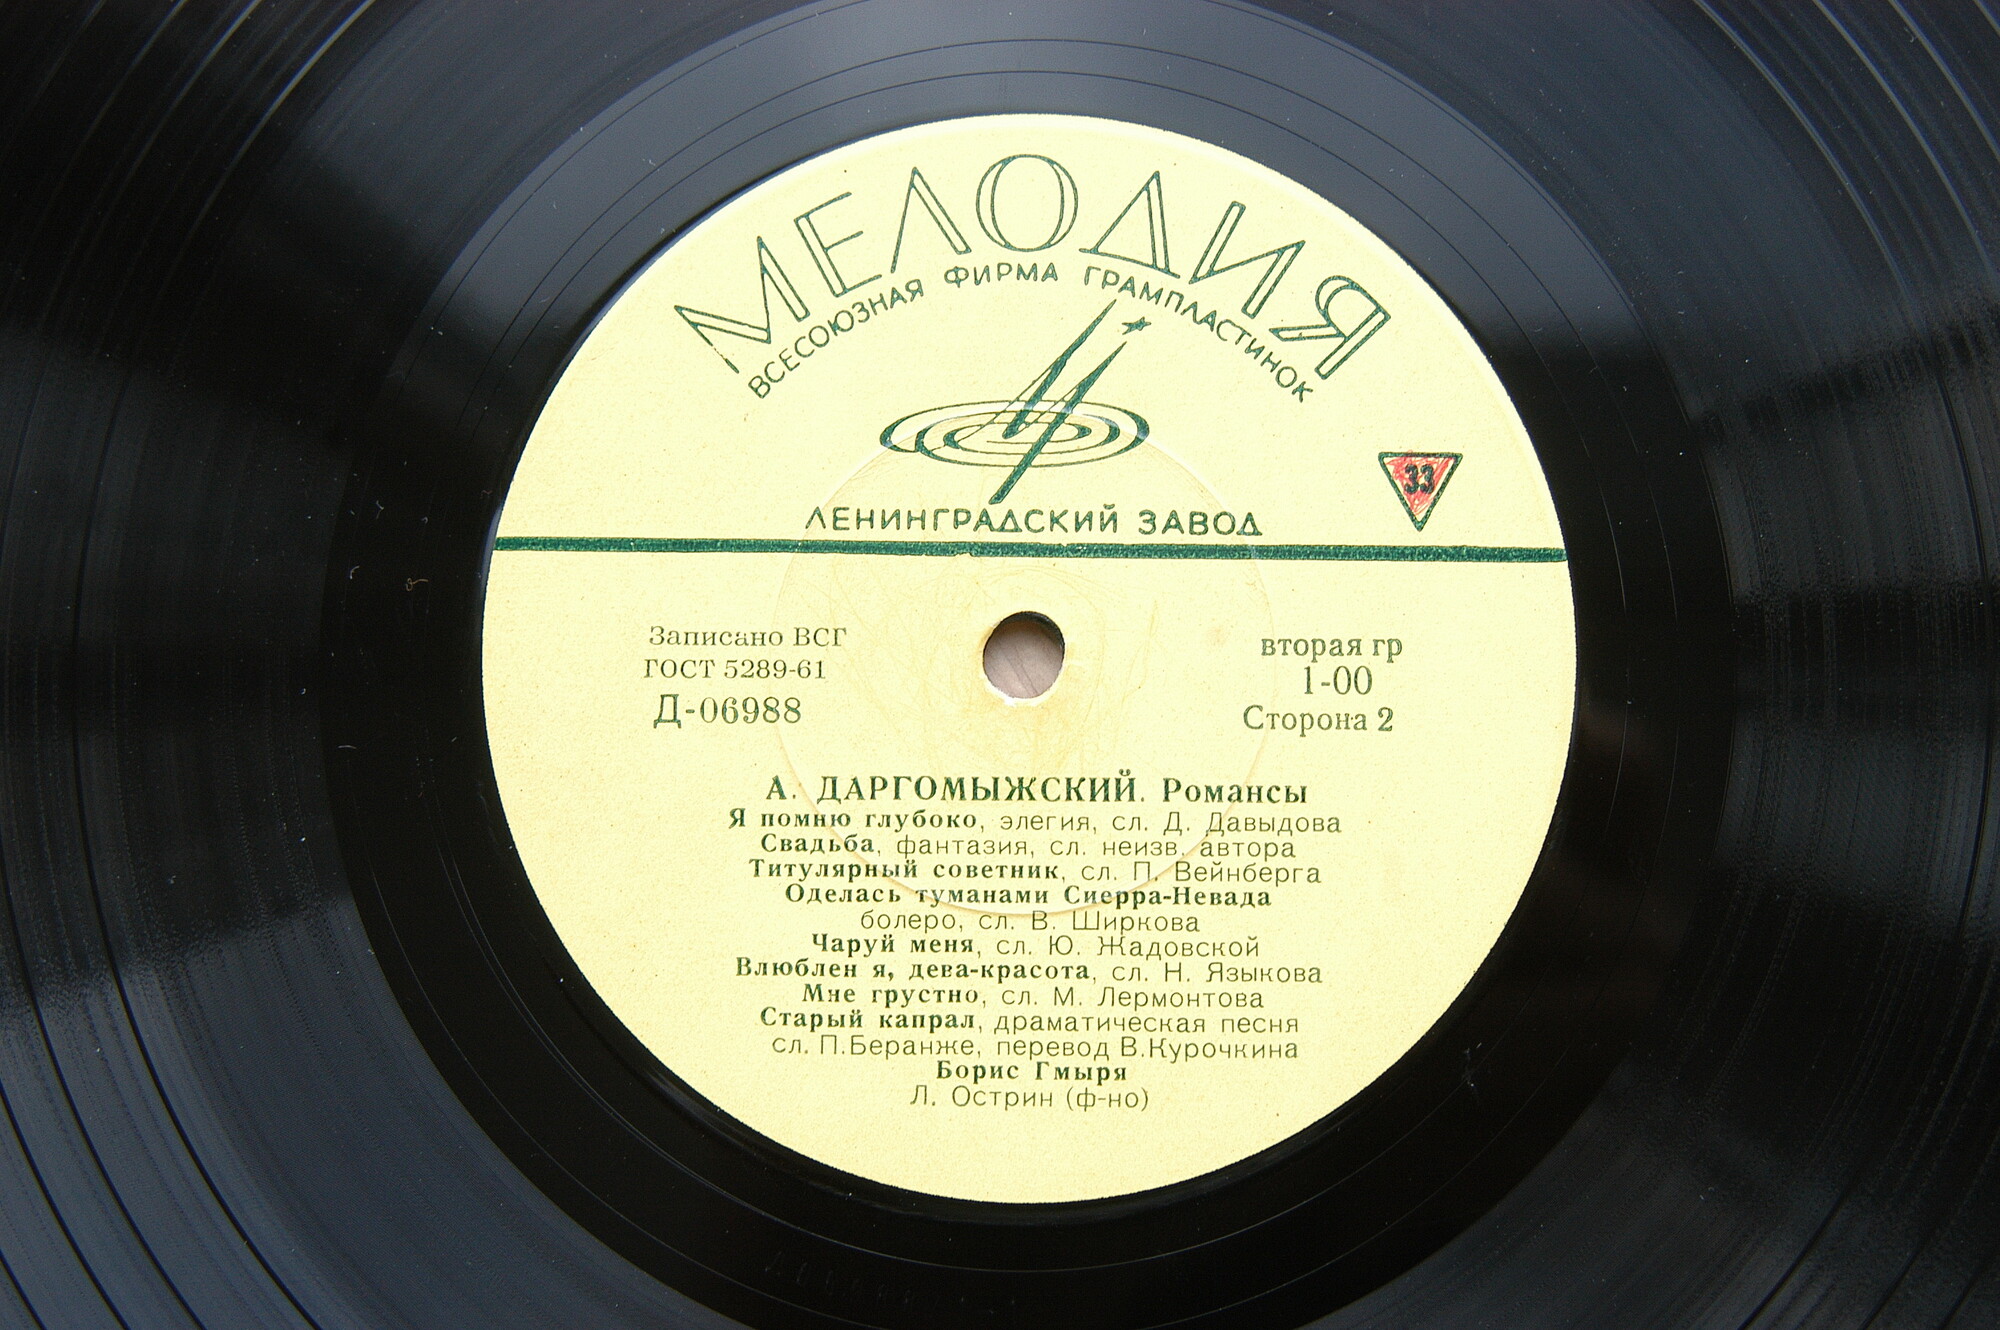 МЕЛОДИЯ
ВСЕСОЮЗНАЯ ФИРМА ГРАМПЛАСТИНОК
33
ЛЕНИНГРАДСКИЙ ЗАВОД
Записано ВСГ
ГОСТ 5289-61
Д-06988
вторая гр
1-00
Сторона 2
А. ДАРГОМЫЖСКИЙ. Романсы
Я помню глубоко, элегия, сл. Д. Давыдова
Свадьба, фантазия, сл. неизв. автора
Титулярный советник, сл. П. Вейнберга
Оделась туманами Сиерра-Невада
болеро, сл. В. Ширкова
Чаруй меня, сл. Ю. Жадовской
Влюблен я, дева-красота, сл. Н. Языкова
Мне грустно, сл. М. Лермонтова
Старый капрал, драматическая песня
сл. П.Беранже, перевод В.Курочкина
Борис Гмыря
Л. Острин (ф-но)